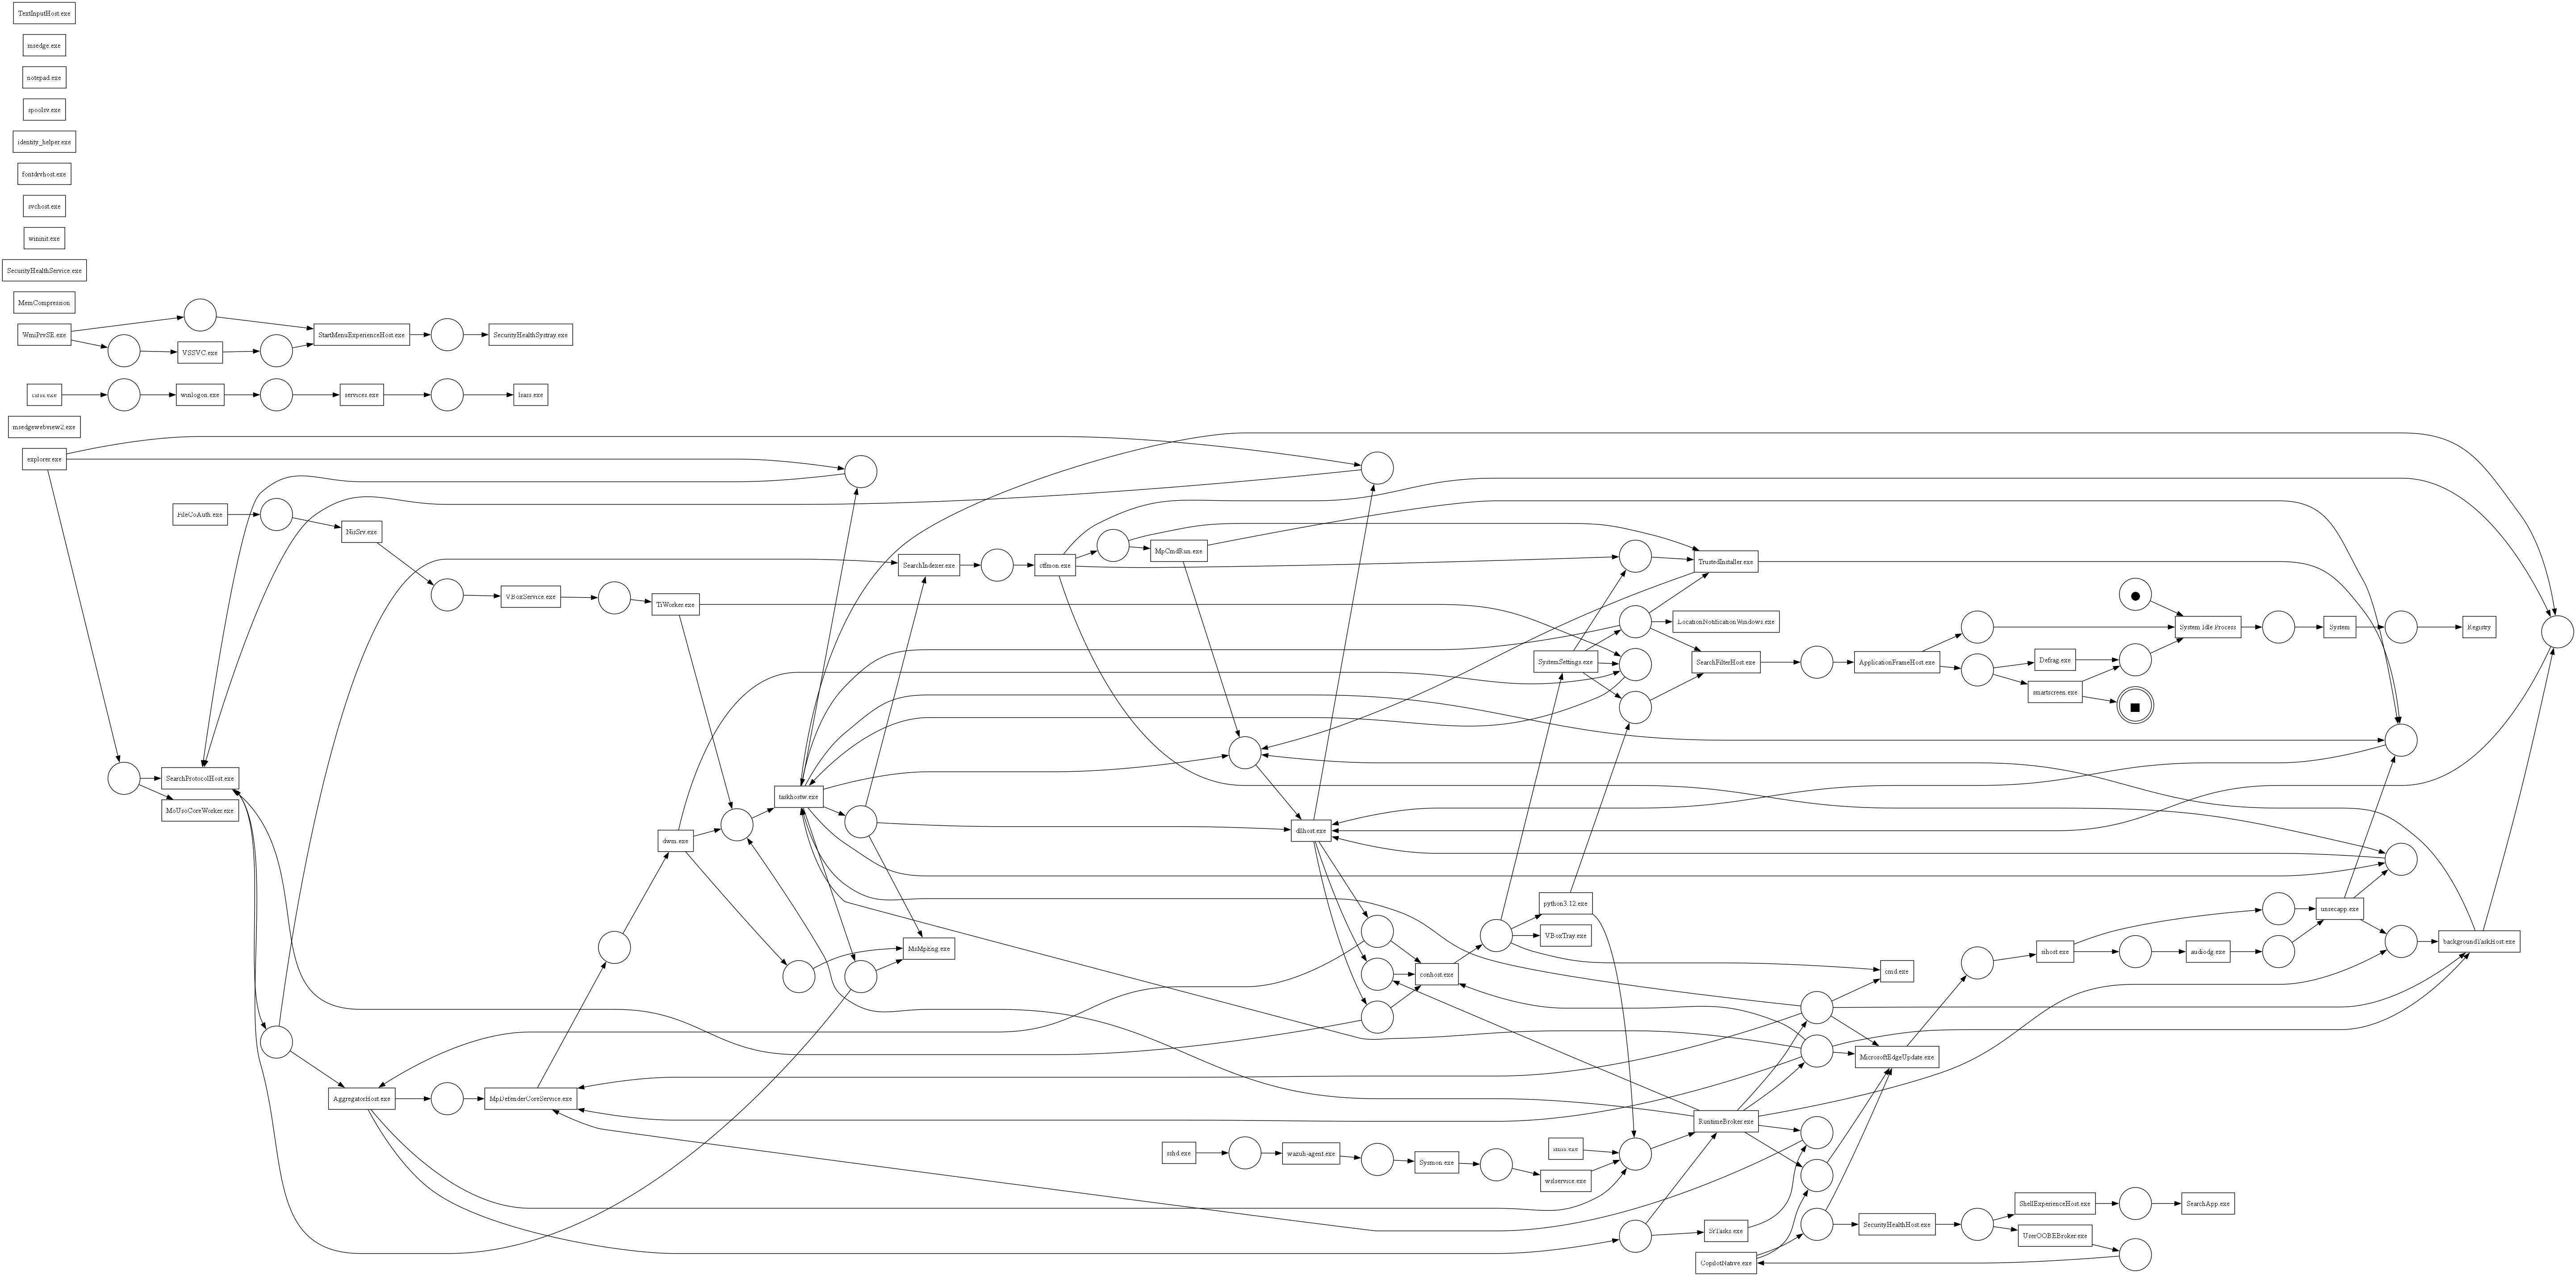 TextInputHost.exe
msedge.exe
notepad.exe
spoolsv.exe
identity_helper.exe
fontdrvhost.exe
svchost.exe
wininit.exe
SecurityHealthService.exe
MemCompression
WmiPrvSE.exe
VSSVC.exe
StartMenuExperienceHost.exe
SecurityHealthSystray.exe
csrss.exe
winlogon.exe
services.exe
lsass.exe
msedgewebview2.exe
explorer.exe
FileCoAuth.exe
NisSrv.exe
VBoxService.exe
TiWorker.exe
SearchIndexer.exe
ctfmon.exe
MpCmdRun.exe
TrustedInstaller.exe
LocationNotificationWindows.exe
SystemSettings.exe
SearchFilterHost.exe
ApplicationFrameHost.exe
Defrag.exe
smartscreen.exe
System Idle Process
System
Registry
SearchProtocolHost.exe
MoUsoCoreWorker.exe
taskhostw.exe
dwm.exe
dllhost.exe
MsMpEng.exe
conhost.exe
python3.12.exe
VBoxTray.exe
cmd.exe
sihost.exe
audiodg.exe
unsecapp.exe
backgroundTaskHost.exe
MicrosoftEdgeUpdate.exe
AggregatorHost.exe
MpDefenderCoreService.exe
RuntimeBroker.exe
sshd.exe
wazuh-agent.exe
Sysmon.exe
smss.exe
wslservice.exe
SrTasks.exe
CopilotNative.exe
SecurityHealthHost.exe
ShellExperienceHost.exe
UserOOBEBroker.exe
SearchApp.exe